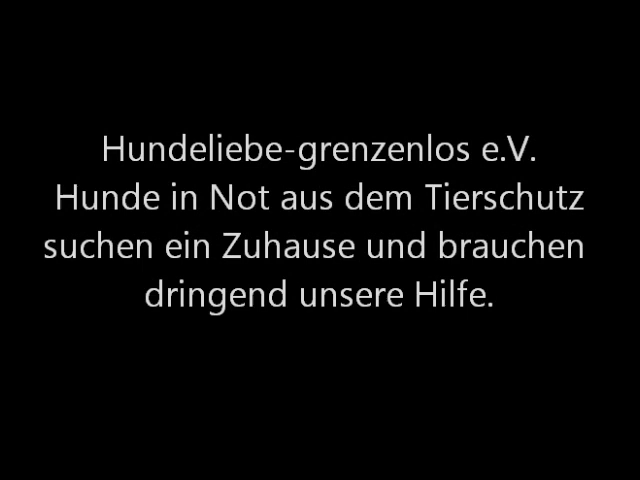 Hundeliebe-grenzenlos e.V.
Hunde in Not aus dem Tierschutz
suchen ein Zuhause und brauchen
dringend unsere Hilfe.